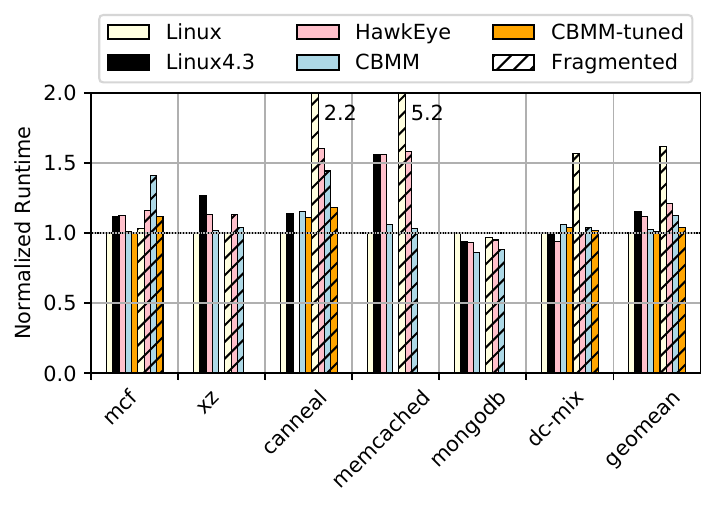 Linux HawkEye CBMM-tuned
Linux4.3 CBMM Fragmented
2.0
2.2 5.2
1.5
1.0
0.5
0.0
Normalized Runtime
mcf xz canneal memcached mongodb dc-mix geomean